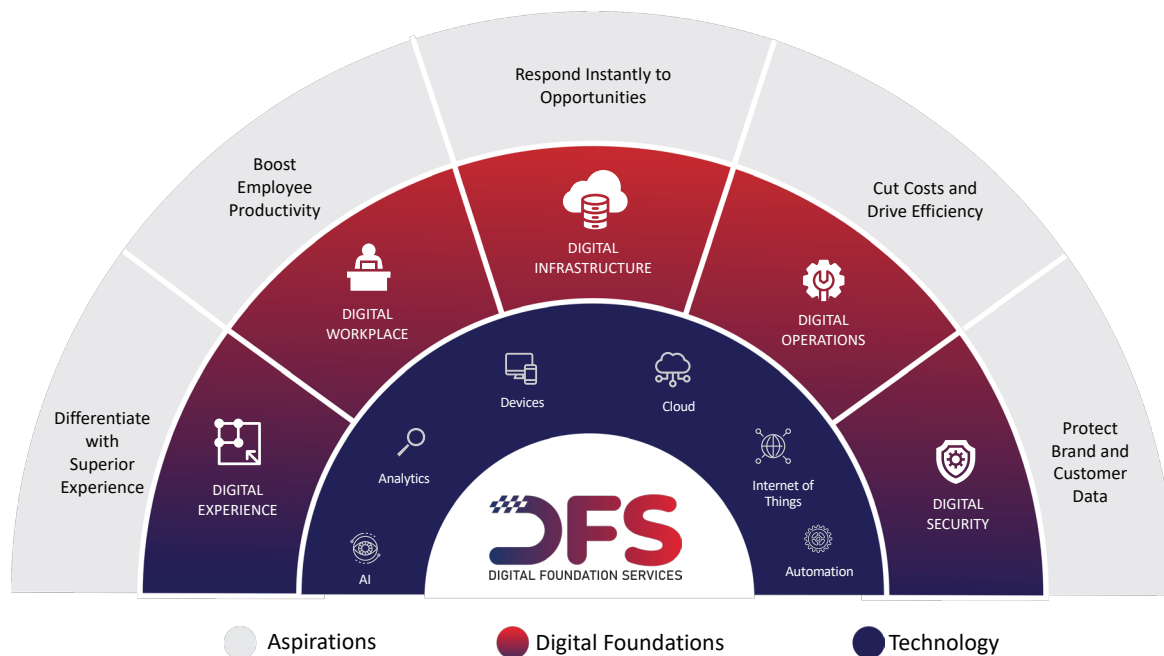 Respond Instantly to
Opportunities
Boost
Employee
Productivity
Cut Costs and
Drive Efficiency
Differentiate
with
Superior
Experience
Protect
Brand and
Customer
Data
DIGITAL
INFRASTRUCTURE
DIGITAL
WORKPLACE
DIGITAL
OPERATIONS
DIGITAL
EXPERIENCE
DIGITAL
SECURITY
Devices
Cloud
Analytics
Internet of
Things
AI
Automation
DFS
DIGITAL FOUNDATION SERVICES
Aspirations
Digital Foundations
Technology